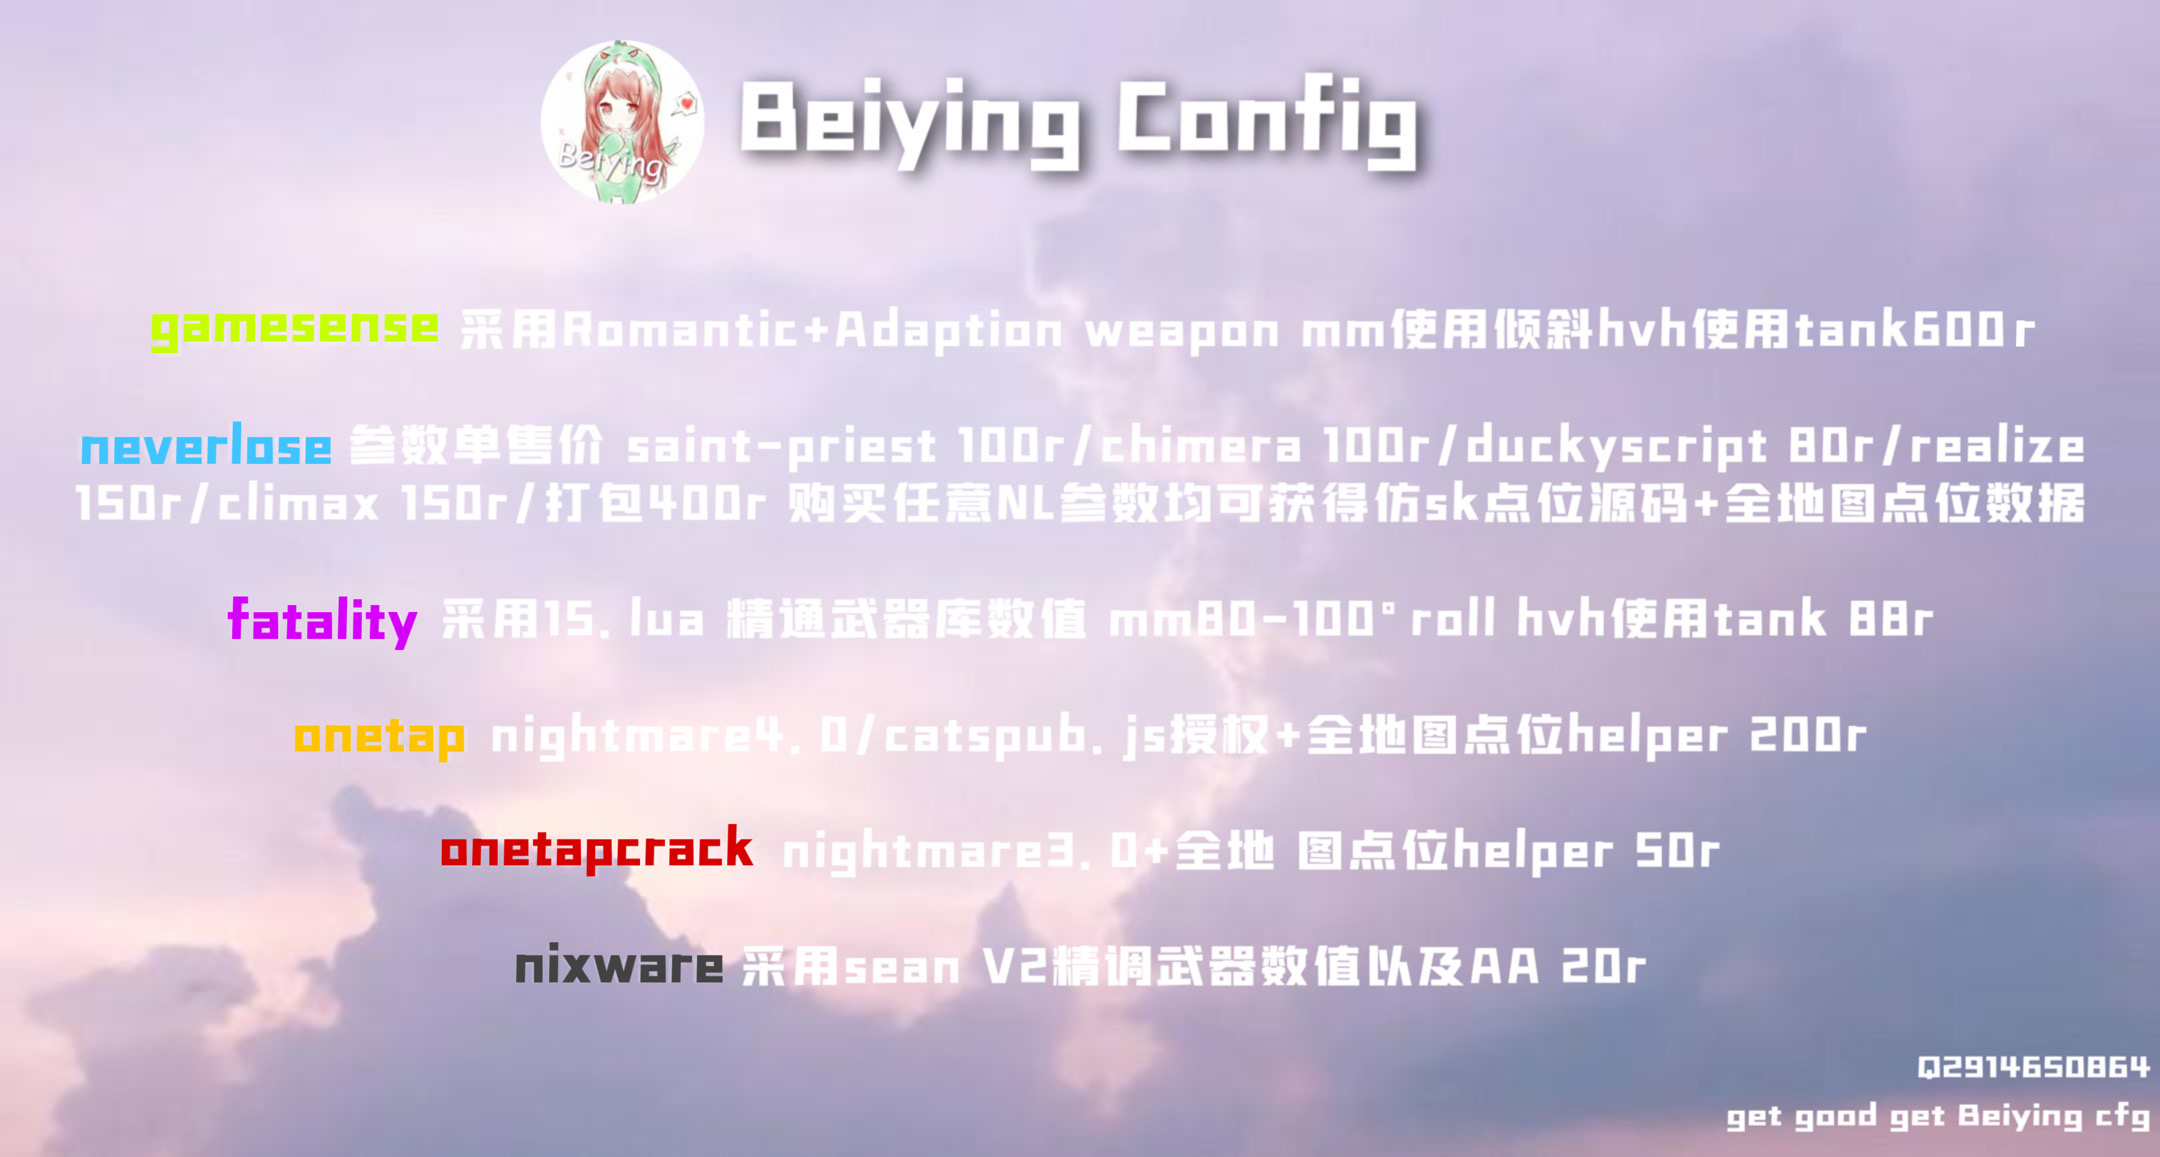 Beiying
Beiying Config
gamesense 采用Romantic+Adaption weapon mm使用倾斜hvh使用tank600r
neverlose 参数单售价 saint-priest 100r/chimera 100r/duckyscript 80r/realize
150r/climax 150r/打包400r 购买任意NL参数均可获得仿sk点位源码+全地图点位数据
fatality 采用15. lua 精通武器库数值 mm80-100°roll hvh使用tank 88r
onetap nightmare4. 0/catspub. js授权+全地图点位helper 200r
onetapcrack nightmare3. 0+全地 图点位helper 50r
nixware 采用sean V2精调武器数值以及AA 20r
Q2914650864
get good get Beiying cfg